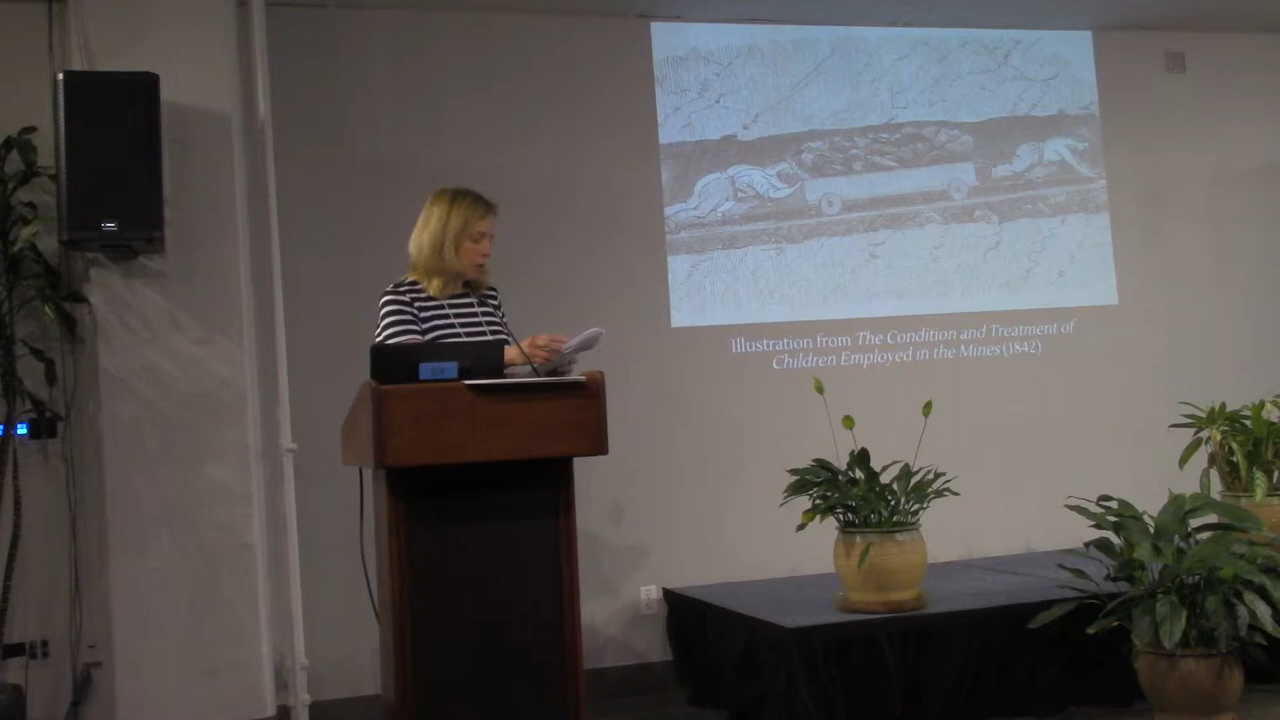 Illustration from The Condition and Treatment of
Children Employed in the Mines (1842)